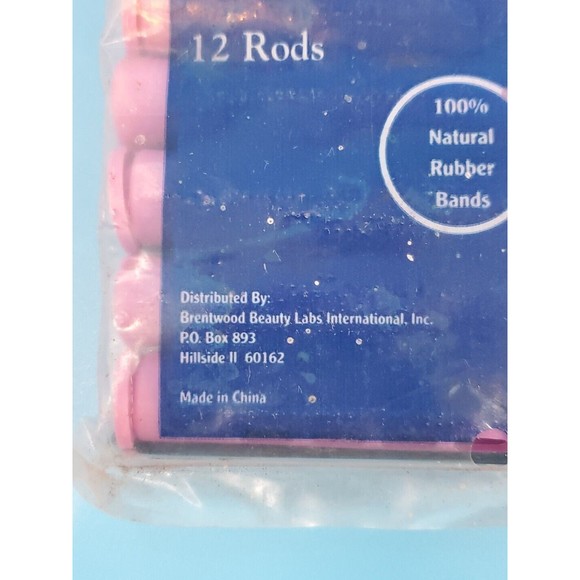 12 Rods
100%
Natural
Rubber
Bands
Distributed By:
Brentwood Beauty Labs International, Inc.
P.O. Box 893
Hillside Il 60162
Made in China